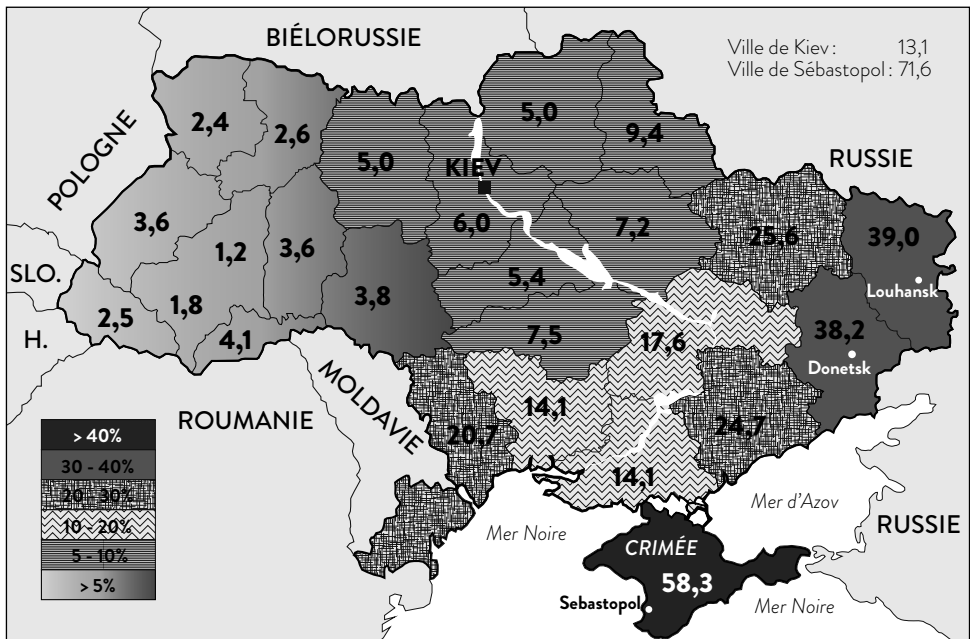 BIÉLORUSSIE
Ville de Kiev : 13,1
Ville de Sébastopol : 71,6
POLOGNE
2,4
2,6
5,0
5,0
9,4
KIEV
RUSSIE
3,6
1,2
3,6
6,0
7,2
25,6
39,0
SLO.
Louhansk
2,5
1,8
3,8
5,4
H.
4,1
7,5
17,6
38,2
Donetsk
MOLDAVIE
ROUMANIE
20,7
14,1
24,7
14,1
> 40%
30 - 40%
20 - 30%
10 - 20%
5 - 10%
> 5%
Mer d'Azov
RUSSIE
Mer Noire
CRIMÉE
58,3
Sebastopol
Mer Noire